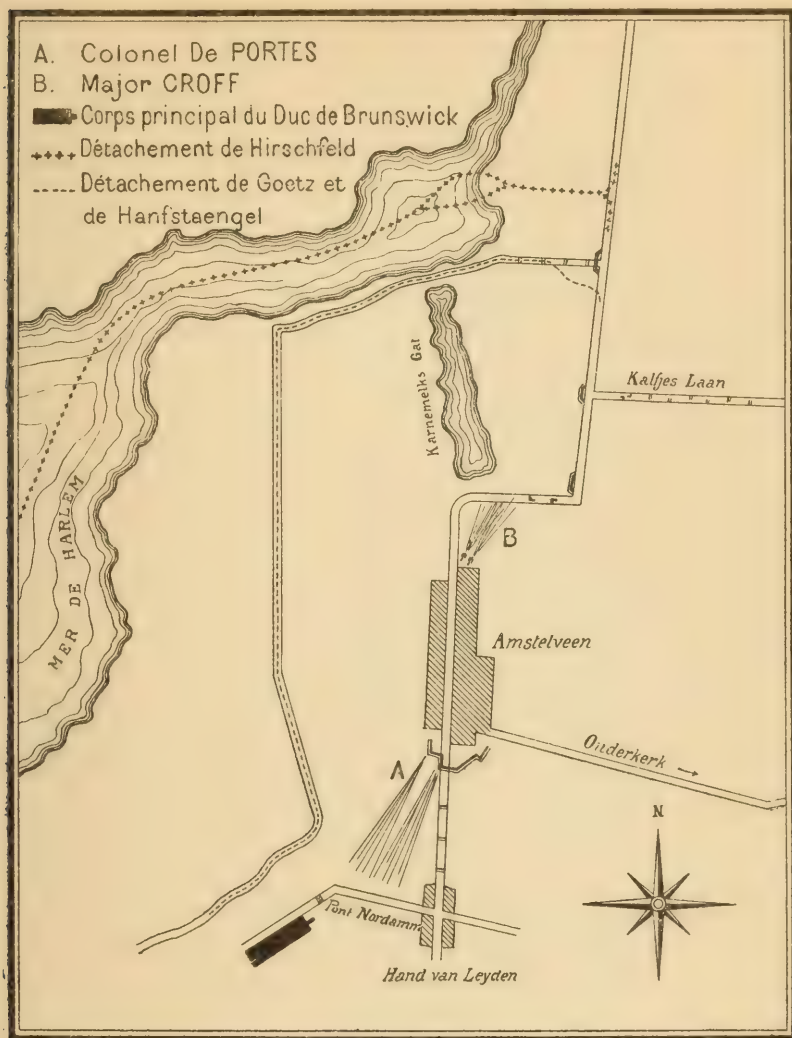 A. Colonel De PORTES
B. Major CROFF
Corps principal du Duc de Brunswick
Détachement de Hirschfeld
Détachement de Goetz et
de Hanfstaengel
Karnemelks Gat
Kalfjes Laan
MER DE HARLEM
B
Amstelveen
A
Ouderkerk
N
Pont Nordamm
Hand van Leyden